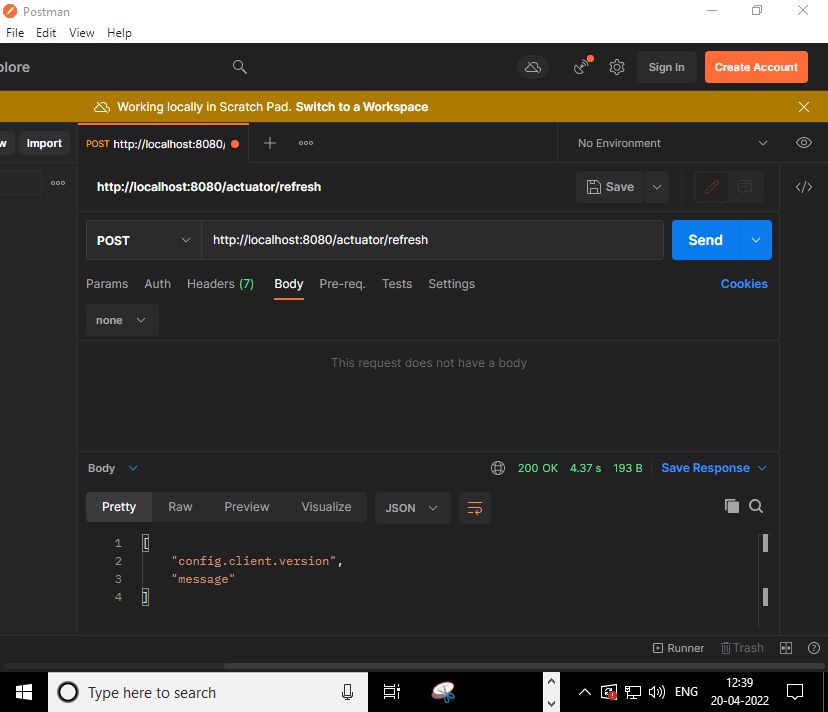 Postman
File Edit View Help
plore
Sign In
Create Account
Working locally in Scratch Pad. Switch to a Workspace
w
Import
POST http://localhost:8080/
No Environment
http://localhost:8080/actuator/refresh
Save
POST
http://localhost:8080/actuator/refresh
Send
Params Auth Headers (7) Body Pre-req. Tests Settings Cookies
none
This request does not have a body
Body
200 OK 4.37 s 193 B Save Response
Pretty Raw Preview Visualize JSON
1 [
2 "config.client.version",
3 "message"
4 ]
Runner Trash
Type here to search
ENG
12:39
20-04-2022